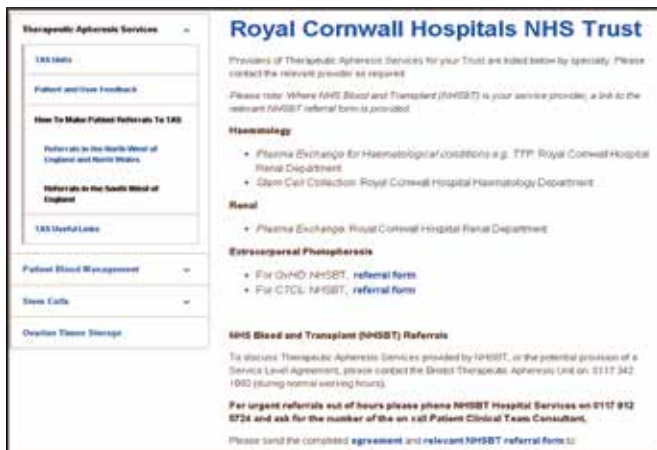 Therapeutic Apheresis Services
TAS Units
Patient and User Feedback
How To Make Patient Referrals To TAS
Referrals in the North West of
England and North Wales
Referrals in the South West of
England
TAS Useful Links
Patient Blood Management
Stem Cells
Ovarian Tissue Storage
Royal Cornwall Hospitals NHS Trust
Providers of Therapeutic Apheresis Services for your Trust are listed below by specialty. Please
contact the relevant provider as required.
Please note: Where NHS Blood and Transplant (NHSBT) is your service provider, a link to the
relevant NHSBT referral form is provided.
Haematology
• Plasma Exchange for Haematological conditions e.g. TTP: Royal Cornwall Hospital
Renal Department
• Stem Cell Collection: Royal Cornwall Hospital Haematology Department
Renal
• Plasma Exchange: Royal Cornwall Hospital Renal Department
Extracorporeal Photopheresis
• For GvHD: NHSBT, referral form
• For CTCL: NHSBT, referral form
NHS Blood and Transplant (NHSBT) Referrals
To discuss Therapeutic Apheresis Services provided by NHSBT, or the potential provision of a
Service Level Agreement, please contact the Bristol Therapeutic Apheresis Unit on: 0117 342
(during normal working hours).
For urgent referrals out of hours please phone NHSBT Hospital Services on 0117 912
5724 and ask for the number of the on call Patient Clinical Team Consultant.
Please send the completed agreement and relevant NHSBT referral form to: